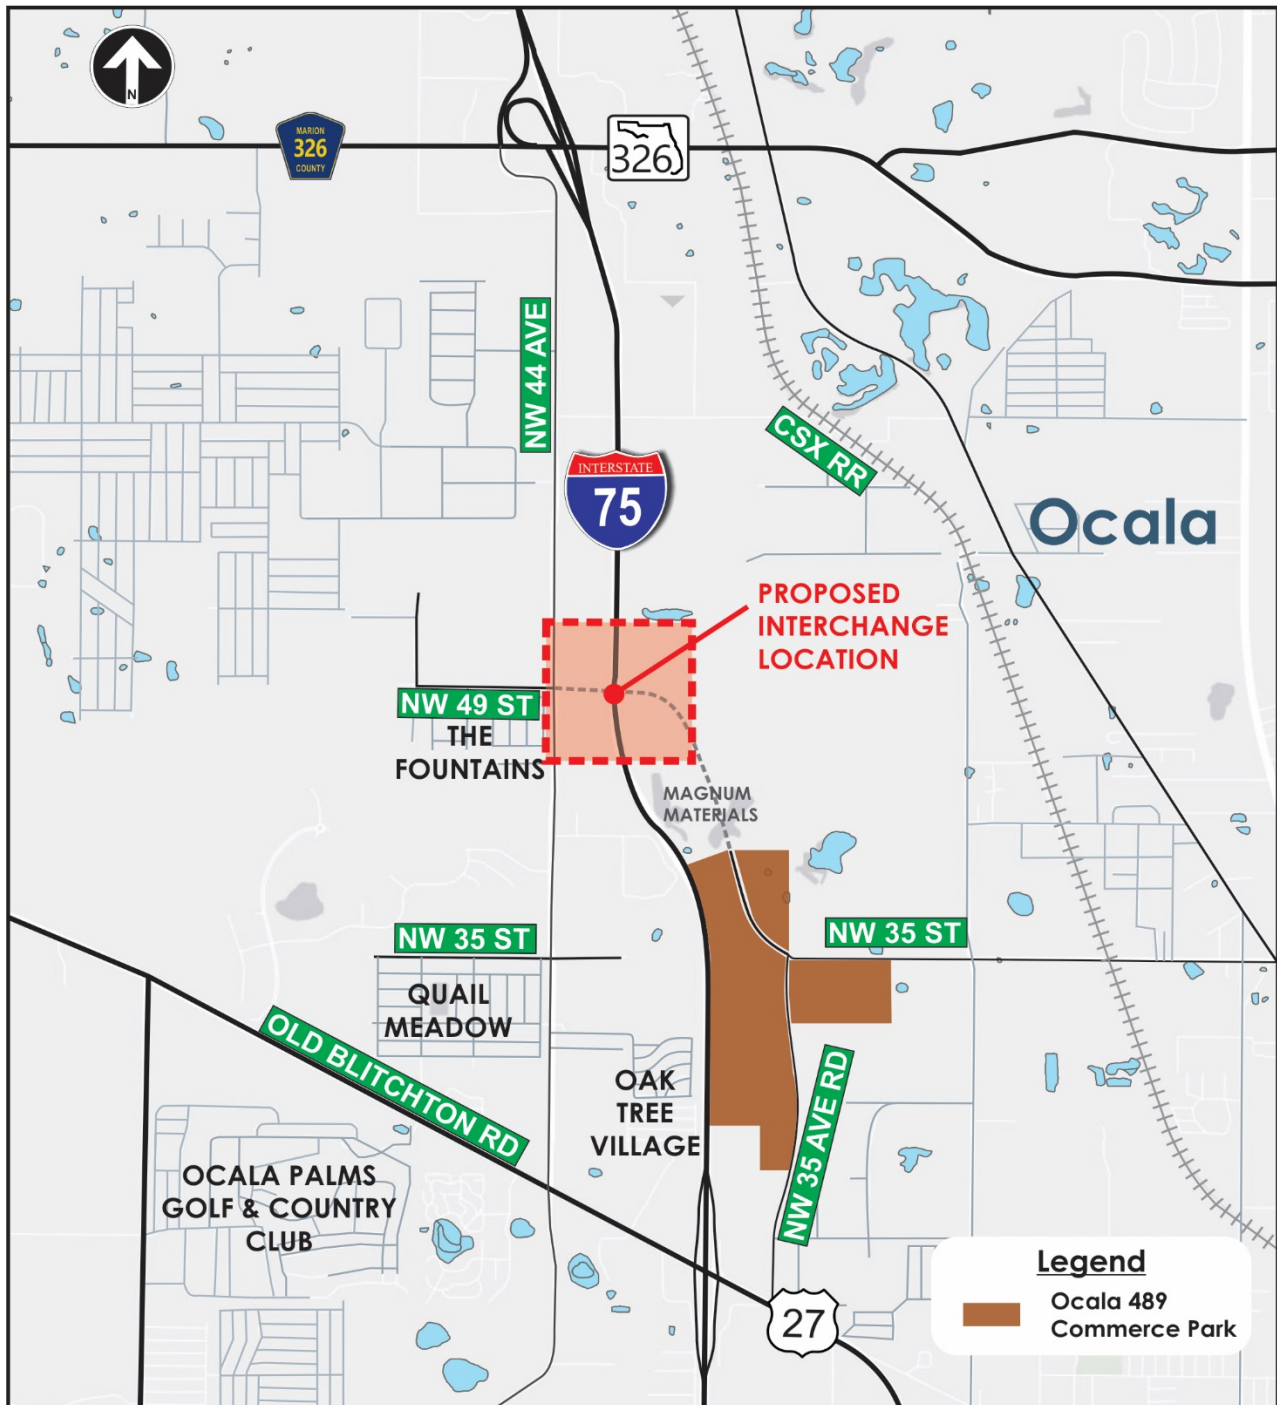 N
MARION
326
COUNTY
326
NW 44 AVE
CSX RR
INTERSTATE
75
Ocala
PROPOSED
INTERCHANGE
LOCATION
NW 49 ST
THE
FOUNTAINS
MAGNUM
MATERIALS
NW 35 ST
NW 35 ST
QUAIL
MEADOW
OLD BLITCHTON RD
OAK
TREE
VILLAGE
NW 35 AVE RD
OCALA PALMS
GOLF & COUNTRY
CLUB
27
Legend
Ocala 489
Commerce Park